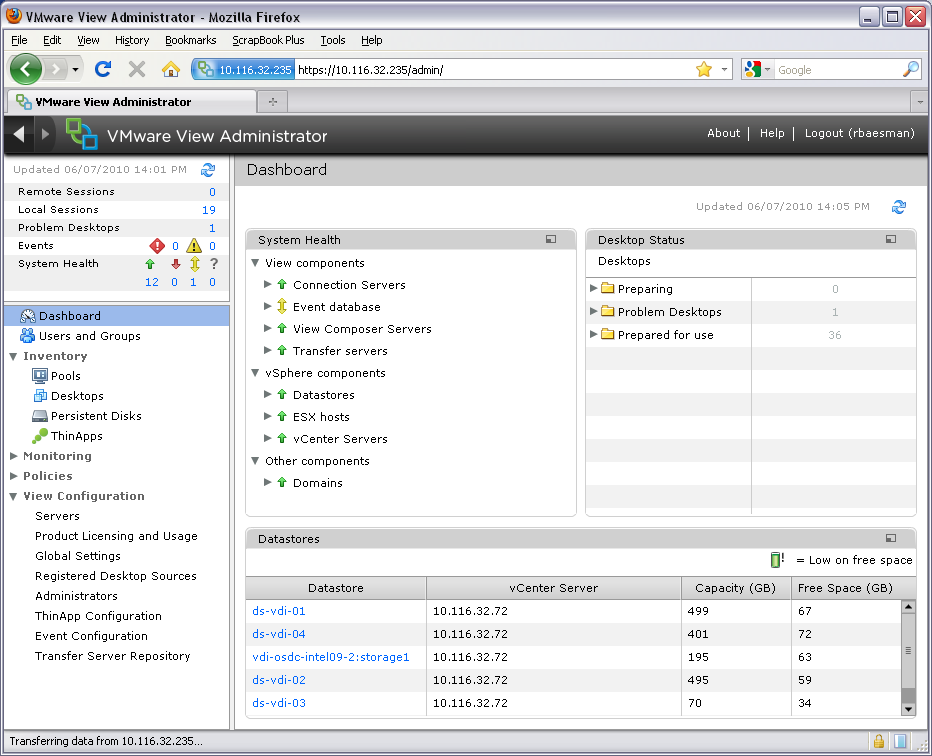 VMware View Administrator - Mozilla Firefox
File Edit View History Bookmarks ScrapBook Plus Tools Help
10.116.32.235 https://10.116.32.235/admin/ Google
VMware View Administrator
VMware View Administrator About | Help | Logout (rbaesman)
Updated 06/07/2010 14:01 PM
Remote Sessions 0
Local Sessions 19
Problem Desktops 1
Events 0 0
System Health ?
12 0 1 0
Dashboard
Users and Groups
Inventory
Pools
Desktops
Persistent Disks
ThinApps
Monitoring
Policies
View Configuration
Servers
Product Licensing and Usage
Global Settings
Registered Desktop Sources
Administrators
ThinApp Configuration
Event Configuration
Transfer Server Repository
Dashboard
Updated 06/07/2010 14:05 PM
System Health
View components
Connection Servers
Event database
View Composer Servers
Transfer servers
vSphere components
Datastores
ESX hosts
vCenter Servers
Other components
Domains
Desktop Status
Desktops
Preparing 0
Problem Desktops 1
Prepared for use 36
Datastores
! = Low on free space
Datastore vCenter Server Capacity (GB) Free Space (GB)
ds-vdi-01 10.116.32.72 499 67
ds-vdi-04 10.116.32.72 401 72
vdi-osdc-intel09-2:storage1 10.116.32.72 195 63
ds-vdi-02 10.116.32.72 495 59
ds-vdi-03 10.116.32.72 70 34
Transferring data from 10.116.32.235...